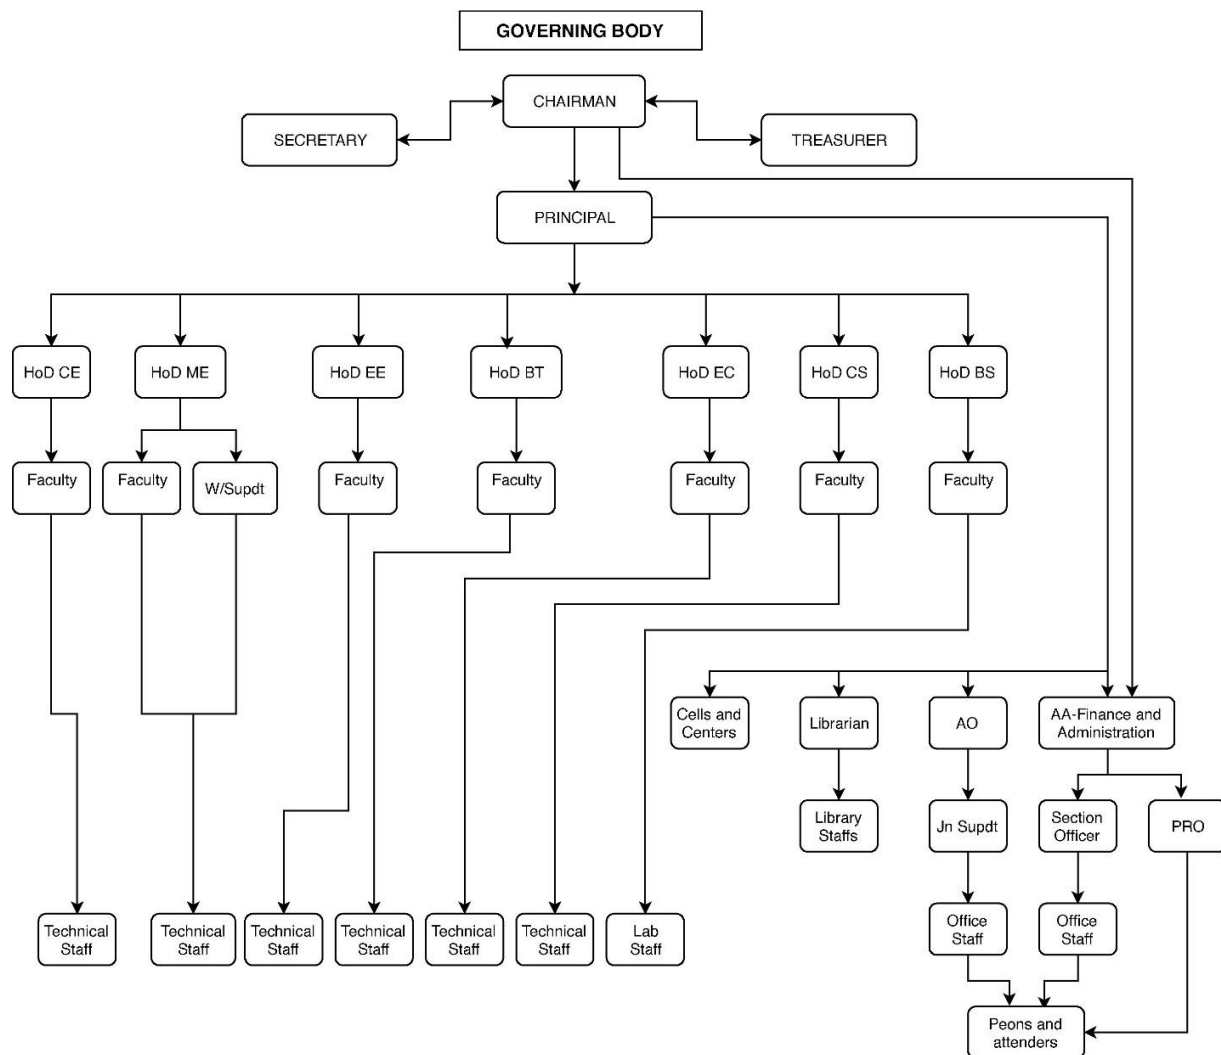 GOVERNING BODY
CHAIRMAN
SECRETARY
TREASURER
PRINCIPAL
HoD CE
HoD ME
HoD EE
HoD BT
HoD EC
HoD CS
HoD BS
Faculty
Faculty
W/Supdt
Faculty
Faculty
Faculty
Faculty
Faculty
Cells and
Centers
Librarian
AO
AA-Finance and
Administration
Library
Staffs
Jn Supdt
Section
Officer
PRO
Technical
Staff
Technical
Staff
Technical
Staff
Technical
Staff
Technical
Staff
Technical
Staff
Lab
Staff
Office
Staff
Office
Staff
Peons and
attenders